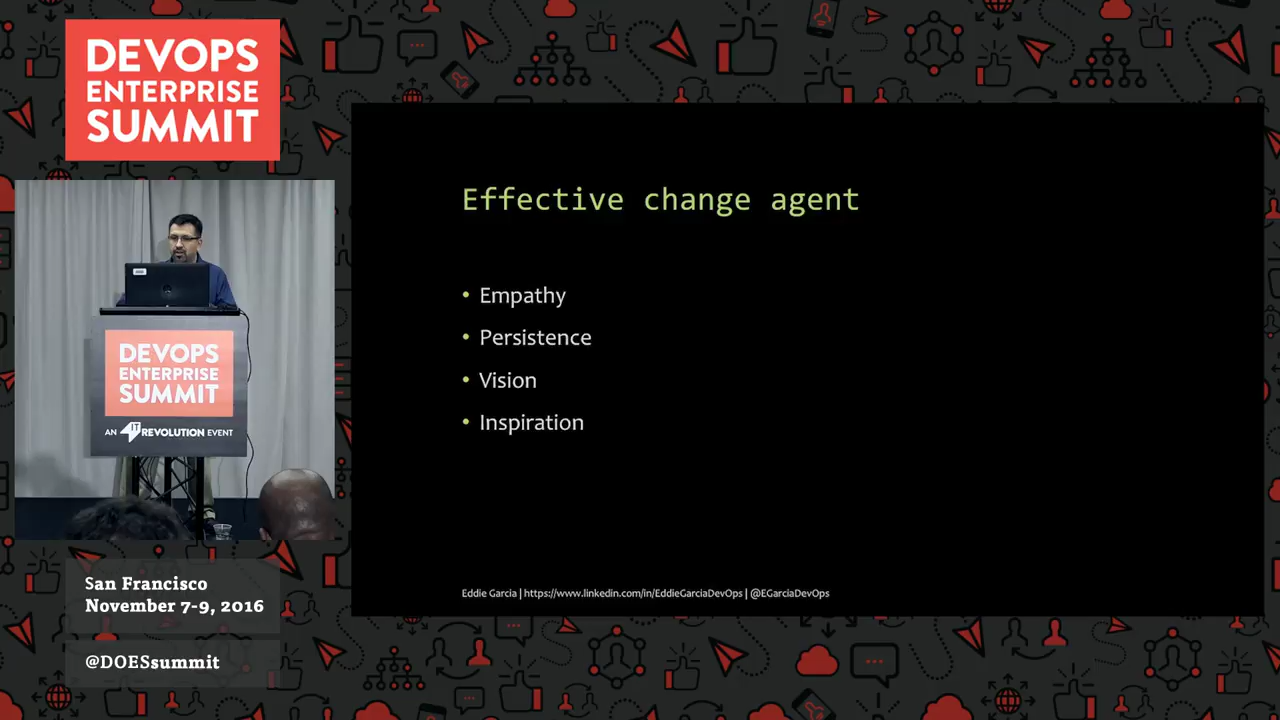 DEVOPS
ENTERPRISE
SUMMIT
Effective change agent
• Empathy
• Persistence
• Vision
• Inspiration
Eddie Garcia | https://www.linkedin.com/in/EddieGarciaDevOps | @EGarciaDevOps
DEVOPS
ENTERPRISE
SUMMIT
AN IT REVOLUTION EVENT
San Francisco
November 7-9, 2016
@DOESsummit